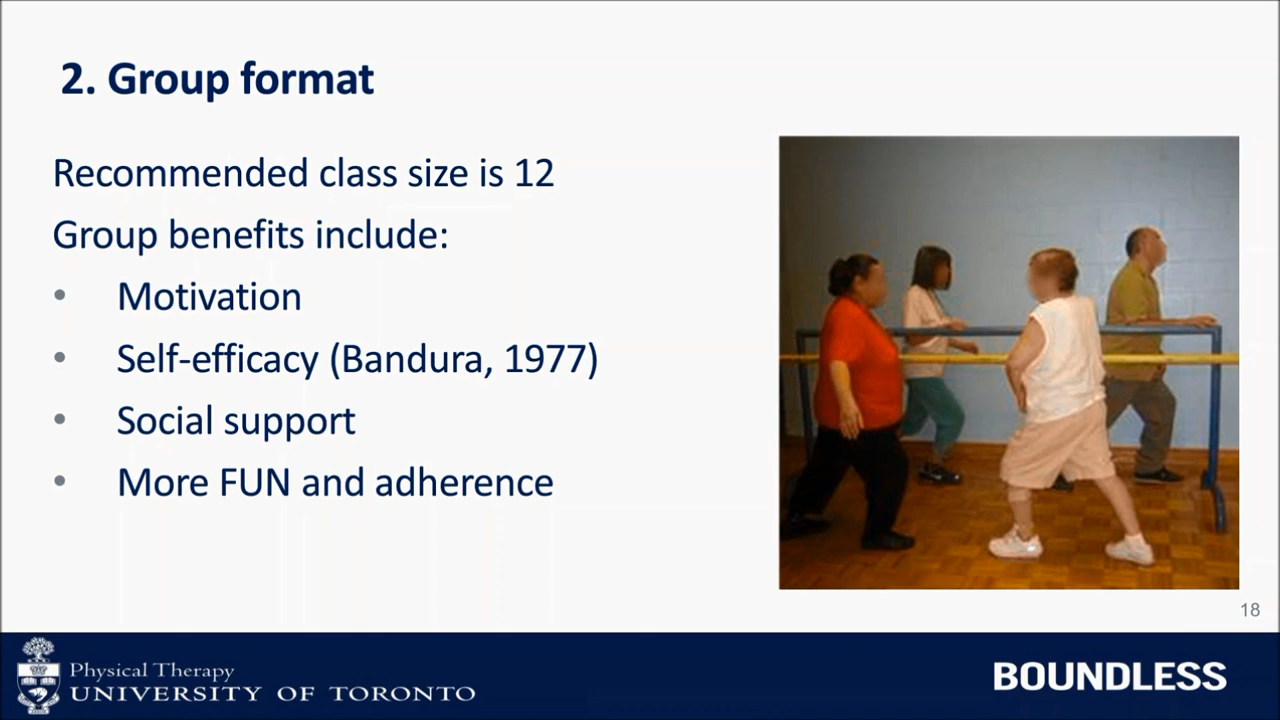 2. Group format
Recommended class size is 12
Group benefits include:
• Motivation
• Self-efficacy (Bandura, 1977)
• Social support
• More FUN and adherence
18
Physical Therapy
UNIVERSITY OF TORONTO
BOUNDLESS